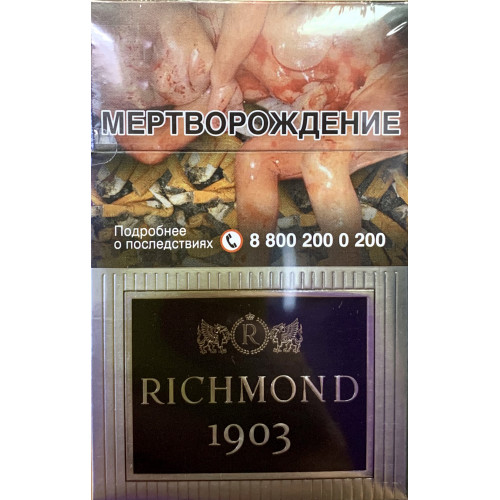 МЕРТВОРОЖДЕНИЕ
Подробнее
о последствиях 8 800 200 0 200
R
RICHMOND
1903